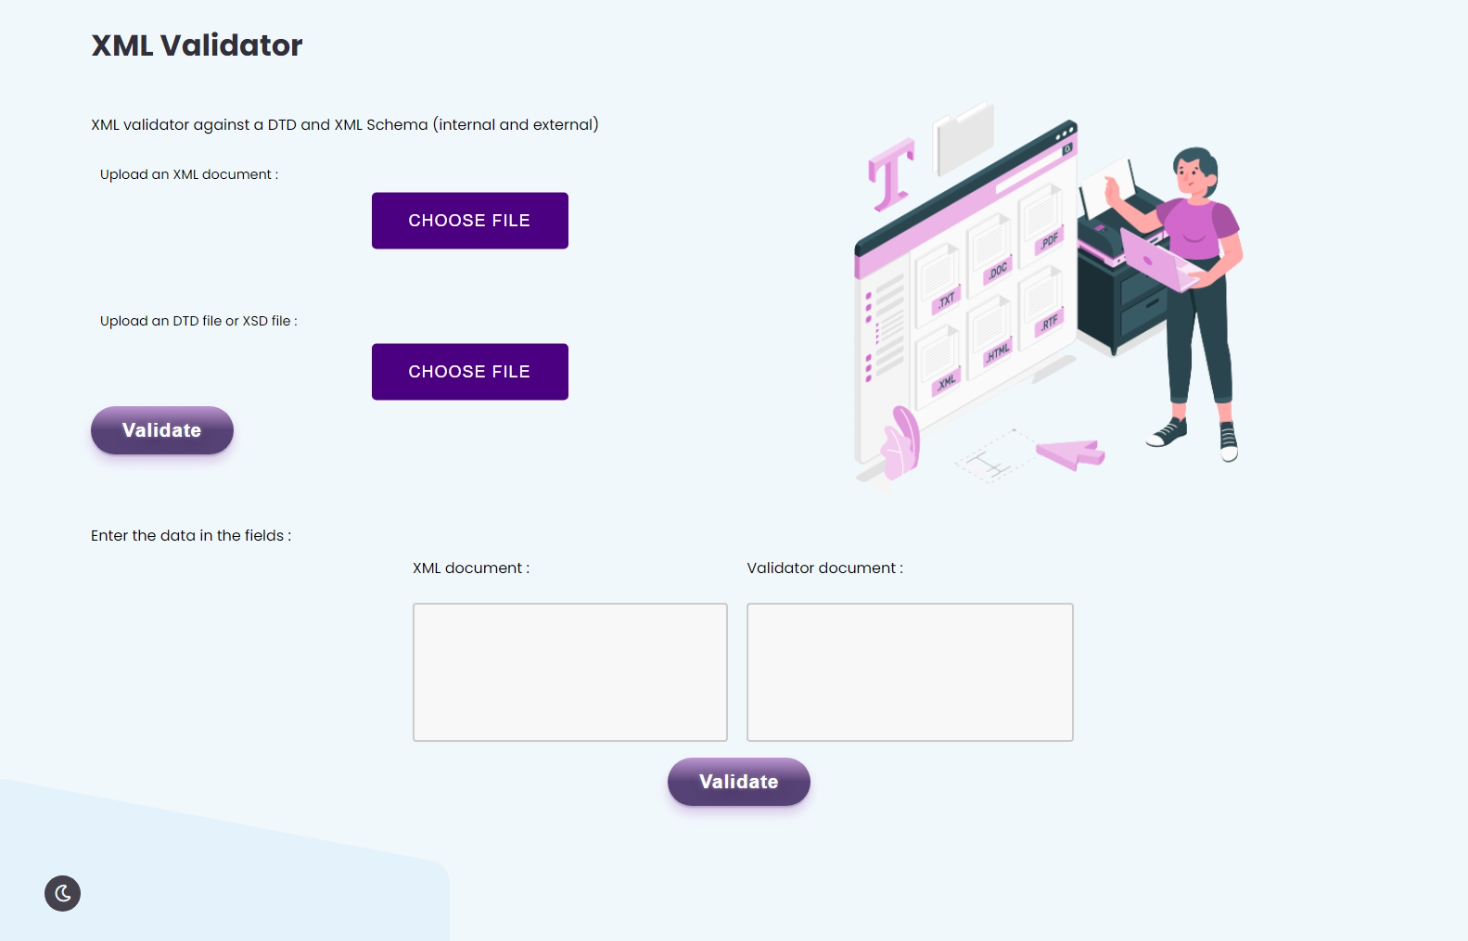 XML Validator
XML validator against a DTD and XML Schema (internal and external)
Upload an XML document :
CHOOSE FILE
Upload an DTD file or XSD file :
CHOOSE FILE
Validate
T
.TXT
.DOC
.PDF
.XML
.HTML
.RTF
Enter the data in the fields :
XML document :
Validator document :
Validate